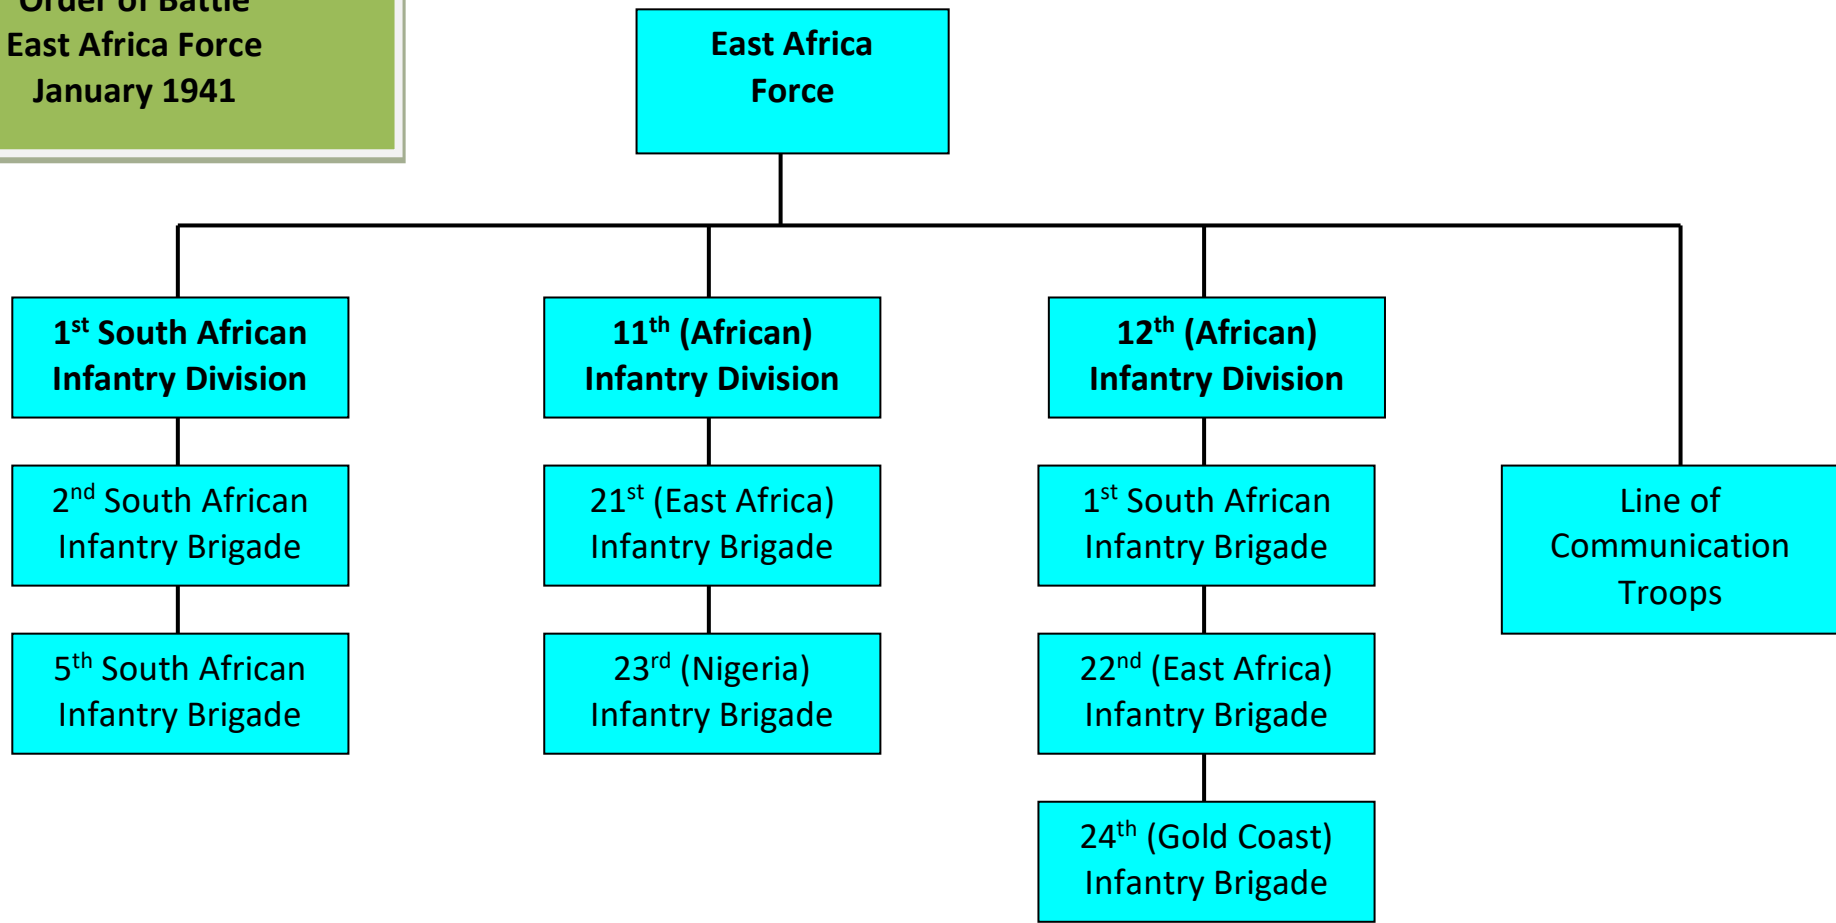 Order of Battle
East Africa Force
January 1941
East Africa
Force
1st South African
Infantry Division
11th (African)
Infantry Division
12th (African)
Infantry Division
2nd South African
Infantry Brigade
21st (East Africa)
Infantry Brigade
1st South African
Infantry Brigade
Line of
Communication
Troops
5th South African
Infantry Brigade
23rd (Nigeria)
Infantry Brigade
22nd (East Africa)
Infantry Brigade
24th (Gold Coast)
Infantry Brigade